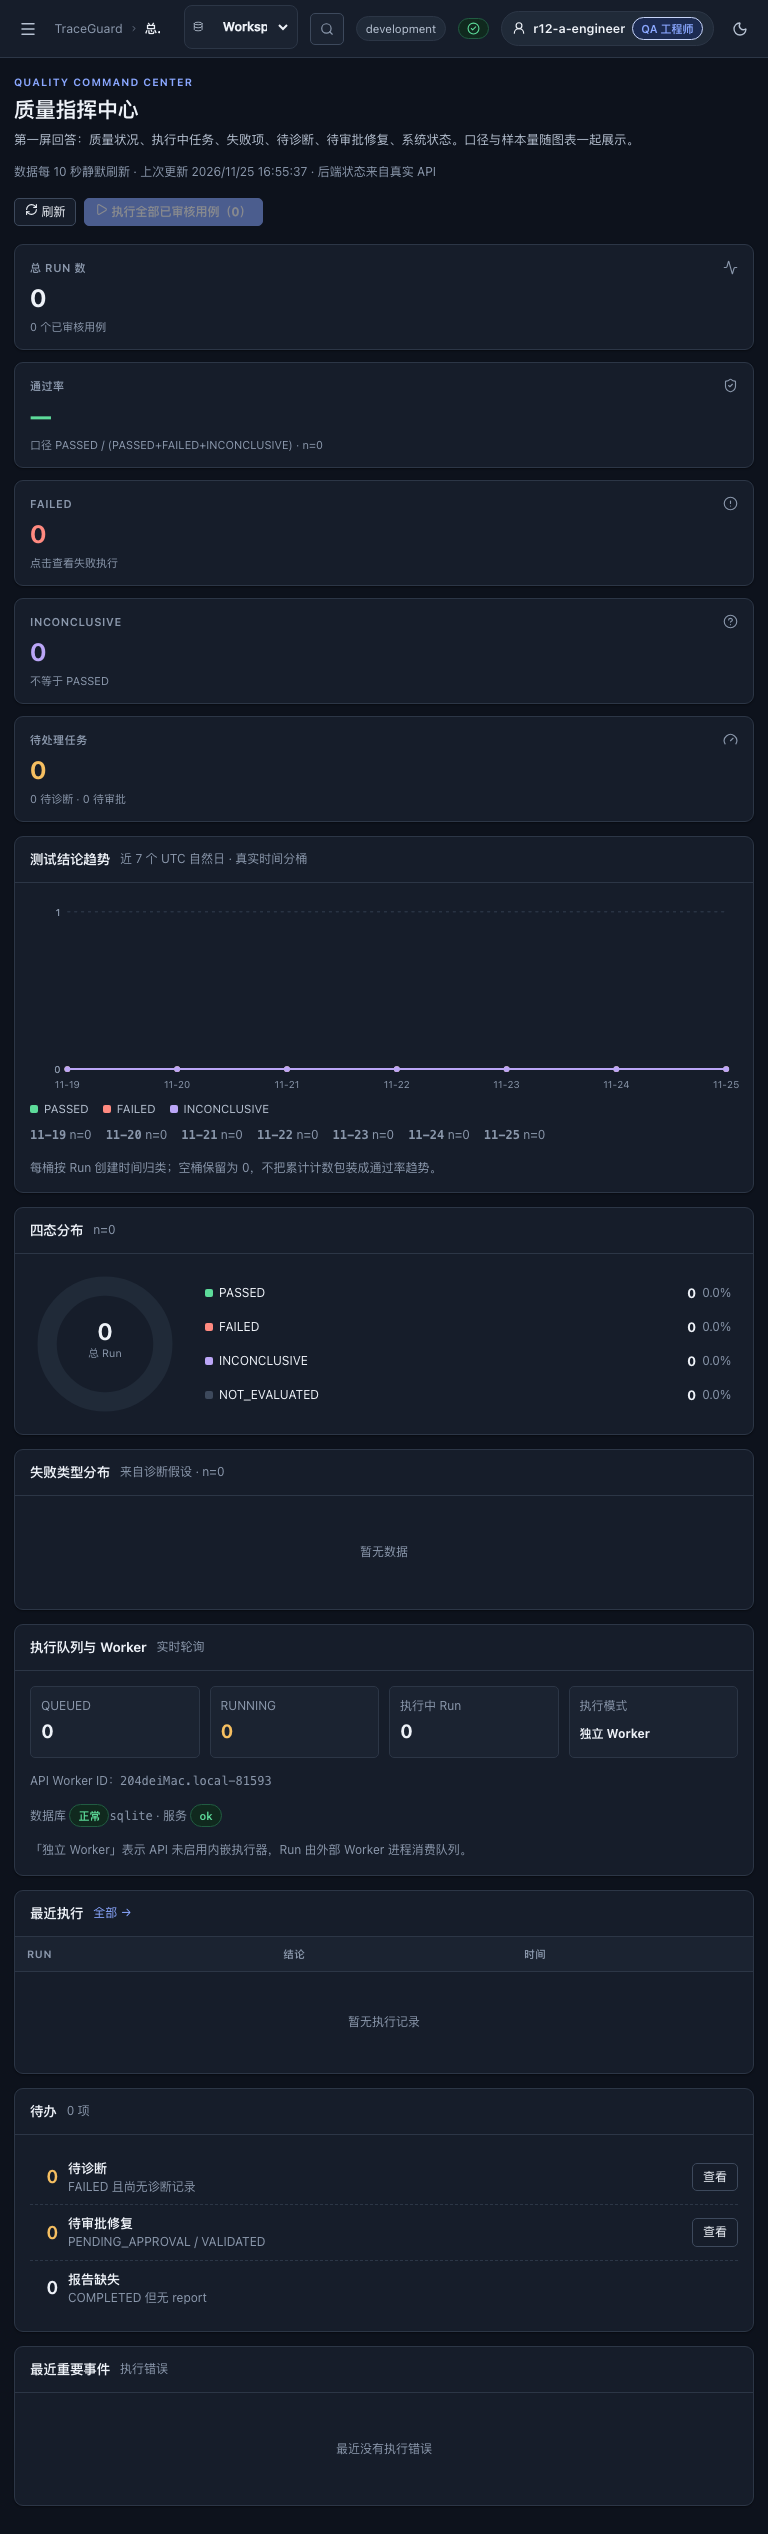 TraceGuard › 总. Worksp development r12-a-engineer QA 工程师
QUALITY COMMAND CENTER
质量指挥中心
第一屏回答：质量状况、执行中任务、失败项、待诊断、待审批修复、系统状态。口径与样本量随图表一起展示。
数据每 10 秒静默刷新 · 上次更新 2026/11/25 16:55:37 · 后端状态来自真实 API
刷新 执行全部已审核用例（0）
总 RUN 数
0
0 个已审核用例
通过率
—
口径 PASSED / (PASSED+FAILED+INCONCLUSIVE) · n=0
FAILED
0
点击查看失败执行
INCONCLUSIVE
0
不等于 PASSED
待处理任务
0
0 待诊断 · 0 待审批
测试结论趋势 近 7 个 UTC 自然日 · 真实时间分桶
1
0
11-19 11-20 11-21 11-22 11-23 11-24 11-25
PASSED FAILED INCONCLUSIVE
11-19 n=0 11-20 n=0 11-21 n=0 11-22 n=0 11-23 n=0 11-24 n=0 11-25 n=0
每桶按 Run 创建时间归类；空桶保留为 0，不把累计计数包装成通过率趋势。
四态分布 n=0
0
总 Run
PASSED 0 0.0%
FAILED 0 0.0%
INCONCLUSIVE 0 0.0%
NOT_EVALUATED 0 0.0%
失败类型分布 来自诊断假设 · n=0
暂无数据
执行队列与 Worker 实时轮询
QUEUED RUNNING 执行中 Run 执行模式
0 0 0 独立 Worker
API Worker ID：204deiMac.local-81593
数据库 正常 sqlite · 服务 ok
「独立 Worker」表示 API 未启用内嵌执行器，Run 由外部 Worker 进程消费队列。
最近执行 全部 →
RUN 结论 时间
暂无执行记录
待办 0 项
0 待诊断 查看
FAILED 且尚无诊断记录
0 待审批修复 查看
PENDING_APPROVAL / VALIDATED
0 报告缺失
COMPLETED 但无 report
最近重要事件 执行错误
最近没有执行错误